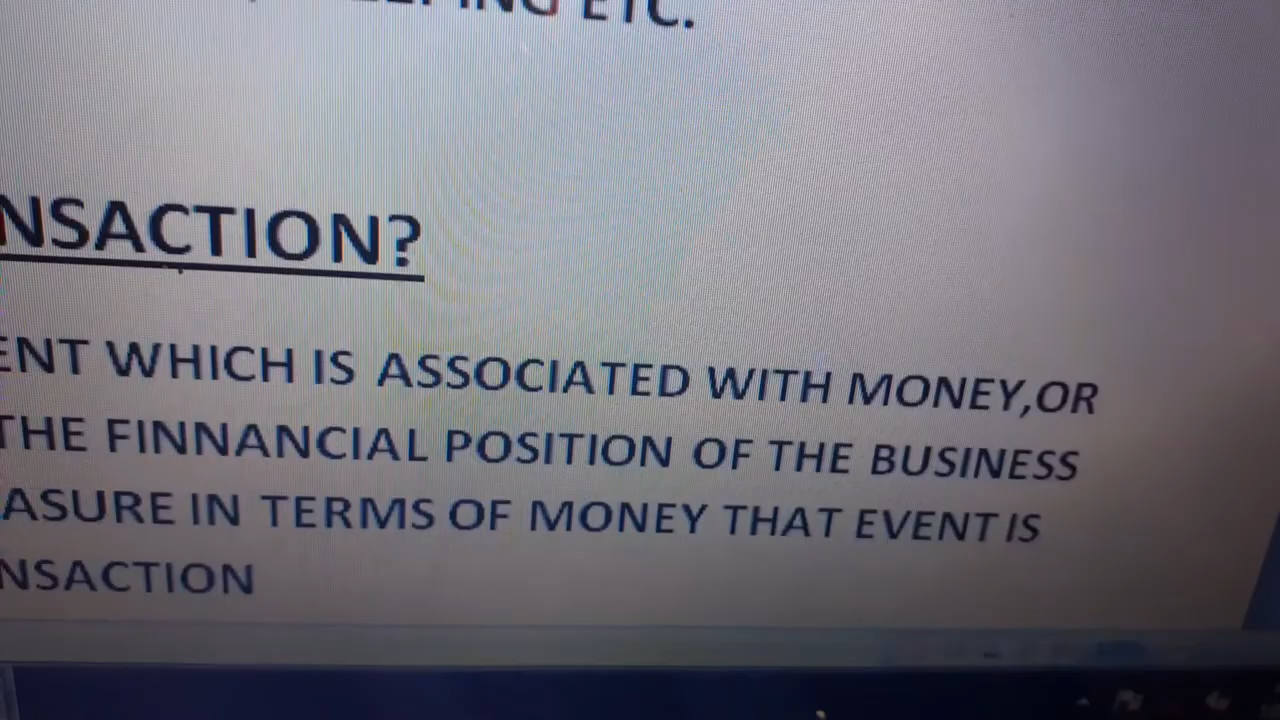 ETC.
NSACTION?
ENT WHICH IS ASSOCIATED WITH MONEY,OR
THE FINNANCIAL POSITION OF THE BUSINESS
ASURE IN TERMS OF MONEY THAT EVENT IS
NSACTION